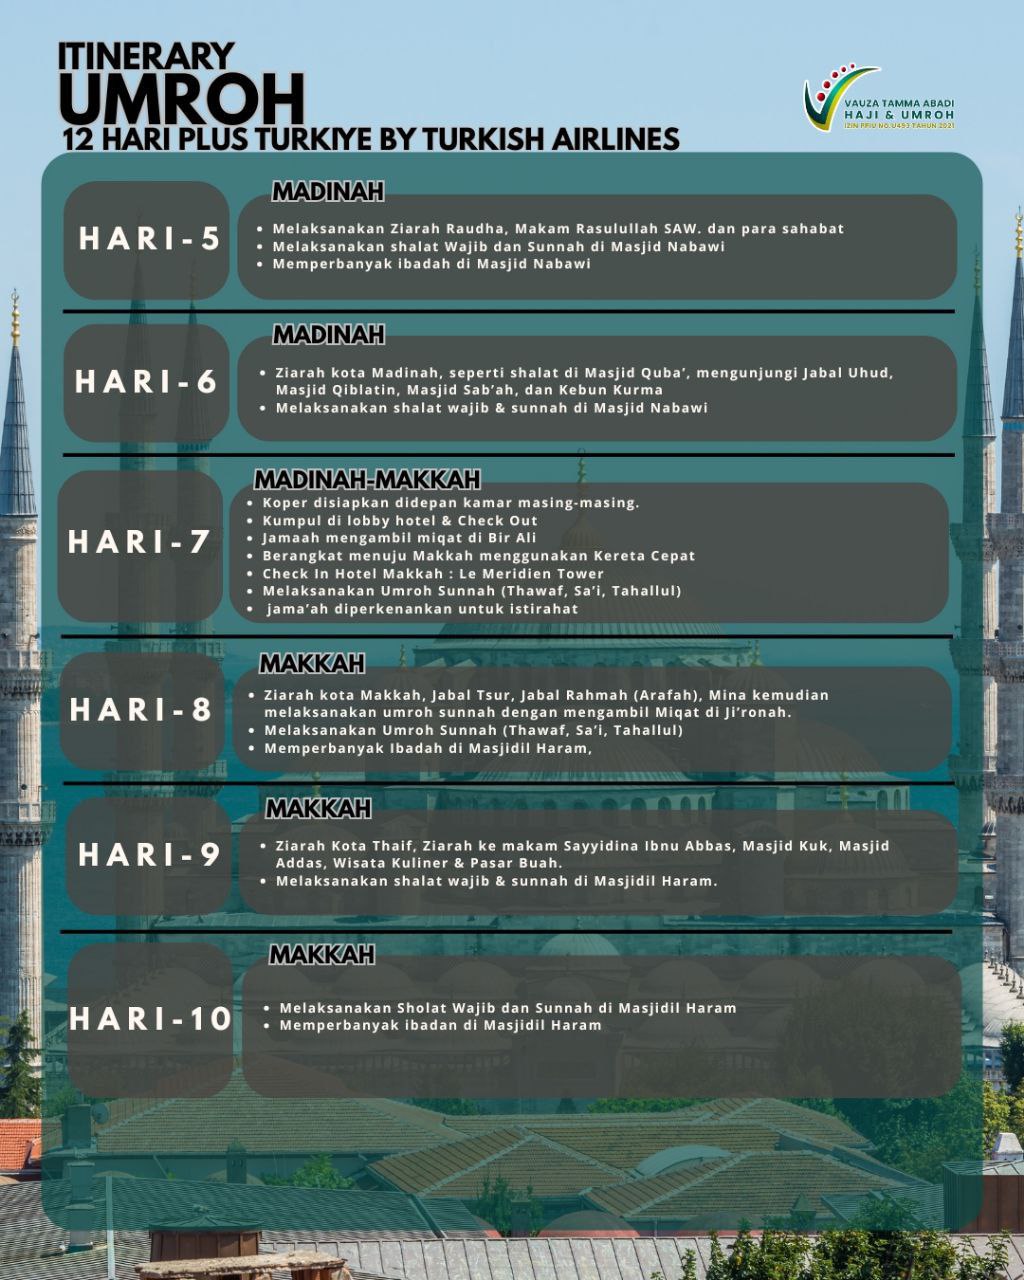 ITINERARY
UMROH
12 HARI PLUS TURKIYE BY TURKISH AIRLINES
VAUZA TAMMA ABADI
HAJI & UMROH
IZIN PPIU NO.U493 TAHUN 2021
HARI-5
MADINAH
• Melaksanakan Ziarah Raudha, Makam Rasulullah SAW. dan para sahabat
• Melaksanakan shalat Wajib dan Sunnah di Masjid Nabawi
• Memperbanyak ibadah di Masjid Nabawi
HARI-6
MADINAH
• Ziarah kota Madinah, seperti shalat di Masjid Quba’, mengunjungi Jabal Uhud,
Masjid Qiblatin, Masjid Sab’ah, dan Kebun Kurma
• Melaksanakan shalat wajib & sunnah di Masjid Nabawi
HARI-7
MADINAH-MAKKAH
• Koper disiapkan didepan kamar masing-masing.
• Kumpul di lobby hotel & Check Out
• Jamaah mengambil miqat di Bir Ali
• Berangkat menuju Makkah menggunakan Kereta Cepat
• Check In Hotel Makkah : Le Meridien Tower
• Melaksanakan Umroh Sunnah (Thawaf, Sa’i, Tahallul)
• jama’ah diperkenankan untuk istirahat
HARI-8
MAKKAH
• Ziarah kota Makkah, Jabal Tsur, Jabal Rahmah (Arafah), Mina kemudian
melaksanakan umroh sunnah dengan mengambil Miqat di Ji’ronah.
• Melaksanakan Umroh Sunnah (Thawaf, Sa’i, Tahallul)
• Memperbanyak Ibadah di Masjidil Haram,
HARI-9
MAKKAH
• Ziarah Kota Thaif, Ziarah ke makam Sayyidina Ibnu Abbas, Masjid Kuk, Masjid
Addas, Wisata Kuliner & Pasar Buah.
• Melaksanakan shalat wajib & sunnah di Masjidil Haram.
HARI-10
MAKKAH
• Melaksanakan Sholat Wajib dan Sunnah di Masjidil Haram
• Memperbanyak ibadan di Masjidil Haram